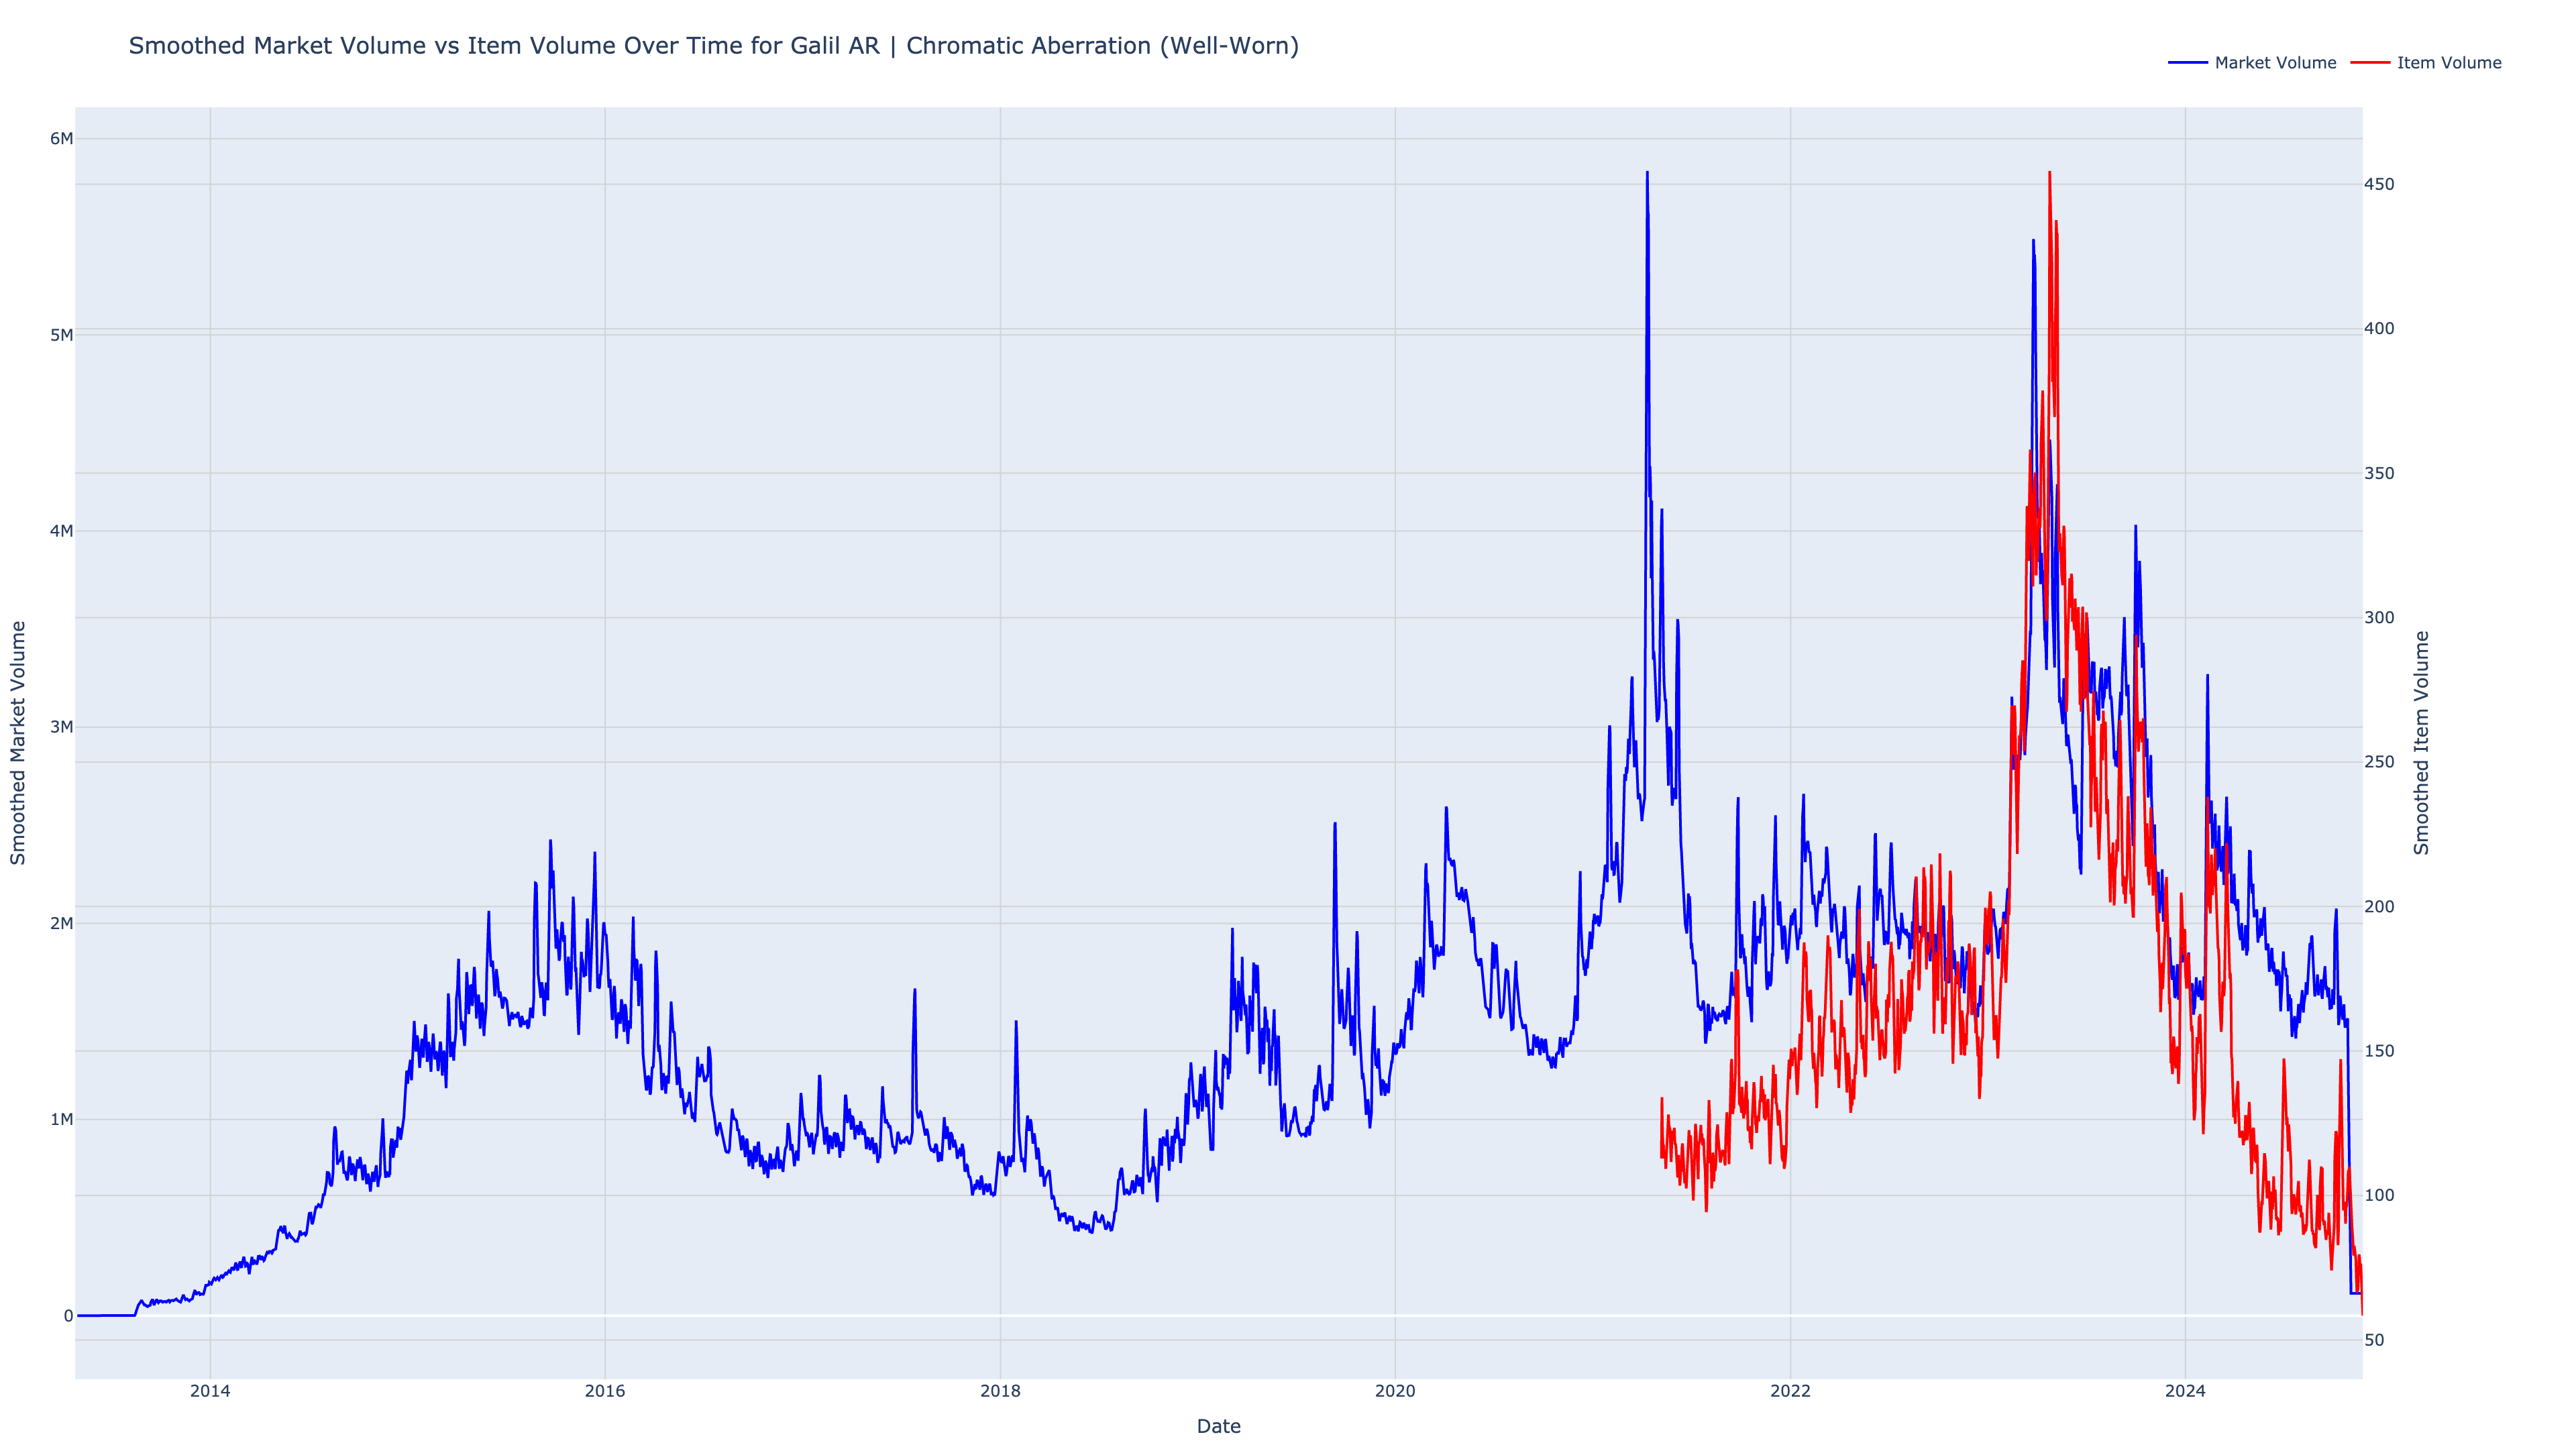 Smoothed Market Volume vs Item Volume Over Time for Galil AR | Chromatic Aberration (Well-Worn)
Market Volume
Item Volume
6M
5M
4M
3M
2M
1M
0
Smoothed Market Volume
450
400
350
300
250
200
150
100
50
Smoothed Item Volume
2014
2016
2018
2020
2022
2024
Date